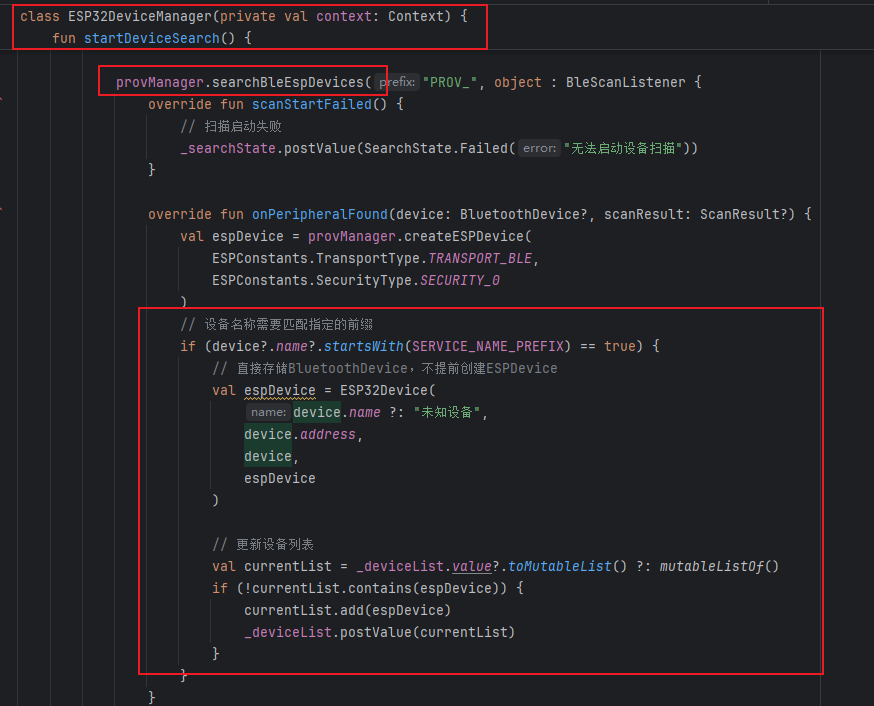 class ESP32DeviceManager(private val context: Context) {
fun startDeviceSearch() {
provManager.searchBleEspDevices( prefix: "PROV_", object : BleScanListener {
override fun scanStartFailed() {
// 扫描启动失败
_searchState.postValue(SearchState.Failed( error: "无法启动设备扫描"))
}
override fun onPeripheralFound(device: BluetoothDevice?, scanResult: ScanResult?) {
val espDevice = provManager.createESPDevice(
ESPConstants.TransportType.TRANSPORT_BLE,
ESPConstants.SecurityType.SECURITY_0
)
// 设备名称需要匹配指定的前缀
if (device?.name?.startsWith(SERVICE_NAME_PREFIX) == true) {
// 直接存储BluetoothDevice，不提前创建ESPDevice
val espDevice = ESP32Device(
name: device.name ?: "未知设备",
device.address,
device,
espDevice
)
// 更新设备列表
val currentList = _deviceList.value?.toMutableList() ?: mutableListOf()
if (!currentList.contains(espDevice)) {
currentList.add(espDevice)
_deviceList.postValue(currentList)
}
}
}